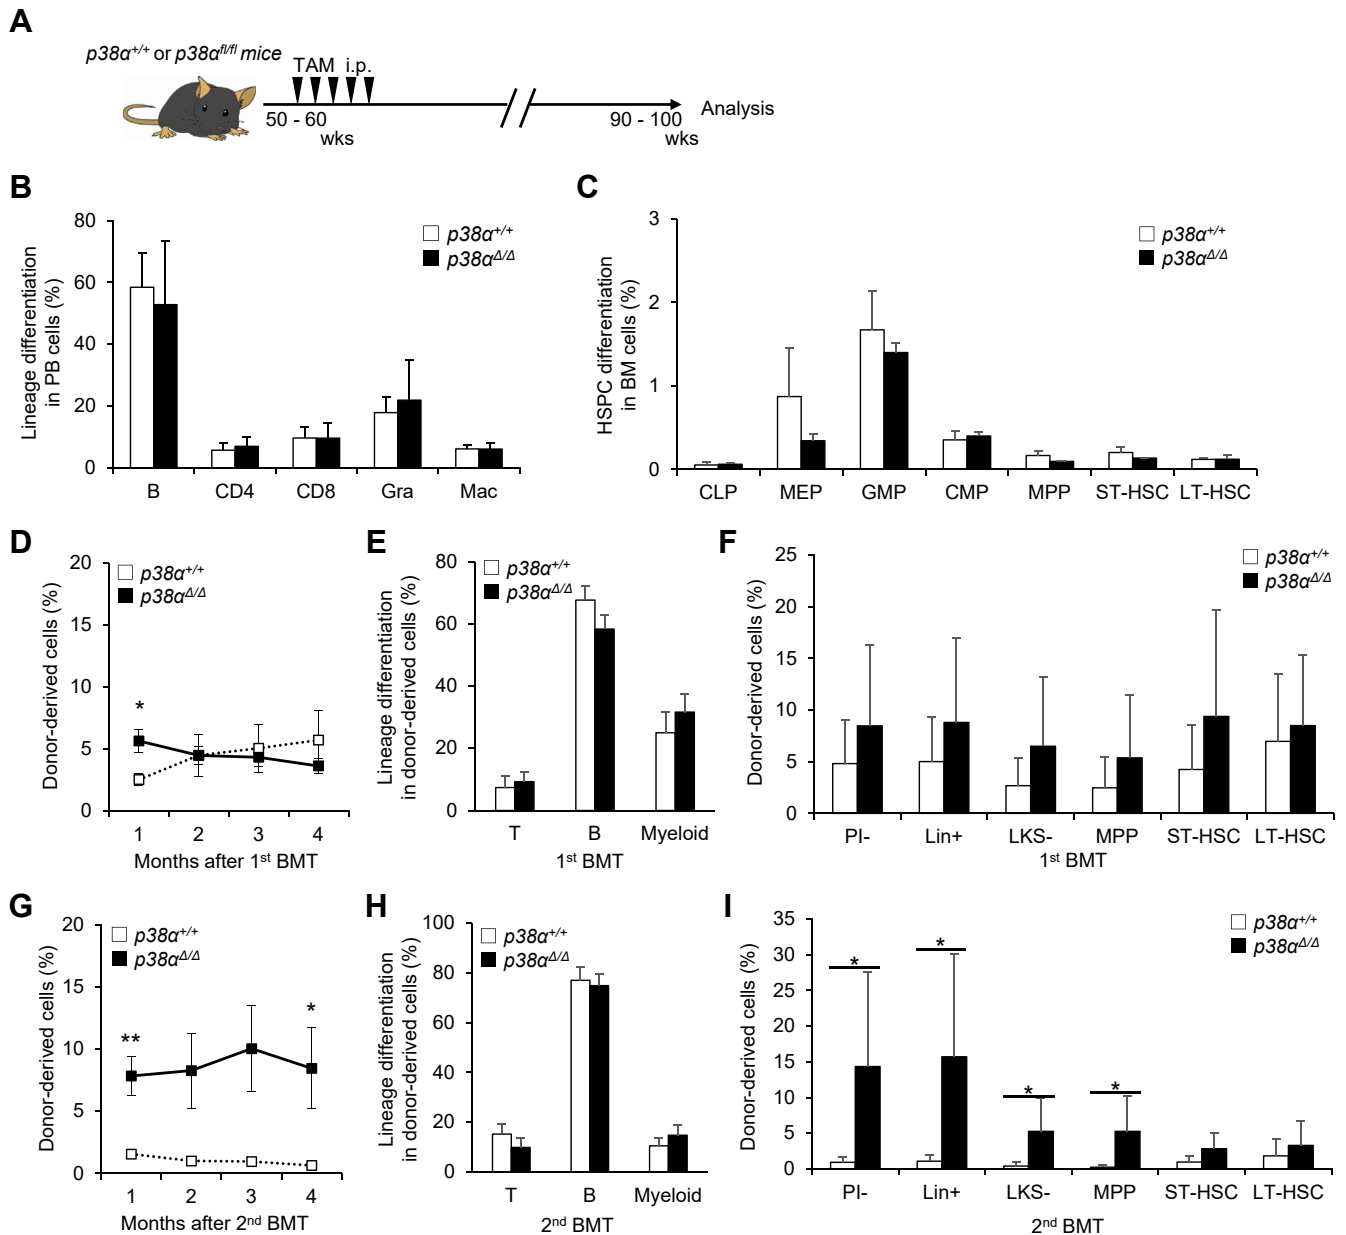 A
p38α+/+ or p38αfl/fl mice
TAM i.p.
50 - 60
wks
90 - 100
wks
Analysis
B
Lineage differentiation
in PB cells (%)
80
60
40
20
0
p38α+/+
p38αΔ/Δ
B CD4 CD8 Gra Mac
C
HSPC differentiation
in BM cells (%)
3
2
1
0
p38α+/+
p38αΔ/Δ
CLP MEP GMP CMP MPP ST-HSC LT-HSC
D
Donor-derived cells (%)
20
15
10
5
0
p38α+/+
p38αΔ/Δ
*
1 2 3 4
Months after 1st BMT
E
Lineage differentiation
in donor-derived cells (%)
80
60
40
20
0
p38α+/+
p38αΔ/Δ
T B Myeloid
1st BMT
F
Donor-derived cells (%)
25
20
15
10
5
0
p38α+/+
p38αΔ/Δ
PI- Lin+ LKS- MPP ST-HSC LT-HSC
1st BMT
G
Donor-derived cells (%)
20
15
10
5
0
p38α+/+
p38αΔ/Δ
** *
1 2 3 4
Months after 2nd BMT
H
Lineage differentiation
in donor-derived cells (%)
100
80
60
40
20
0
p38α+/+
p38αΔ/Δ
T B Myeloid
2nd BMT
I
Donor-derived cells (%)
35
30
25
20
15
10
5
0
p38α+/+
p38αΔ/Δ
* * * *
PI- Lin+ LKS- MPP ST-HSC LT-HSC
2nd BMT